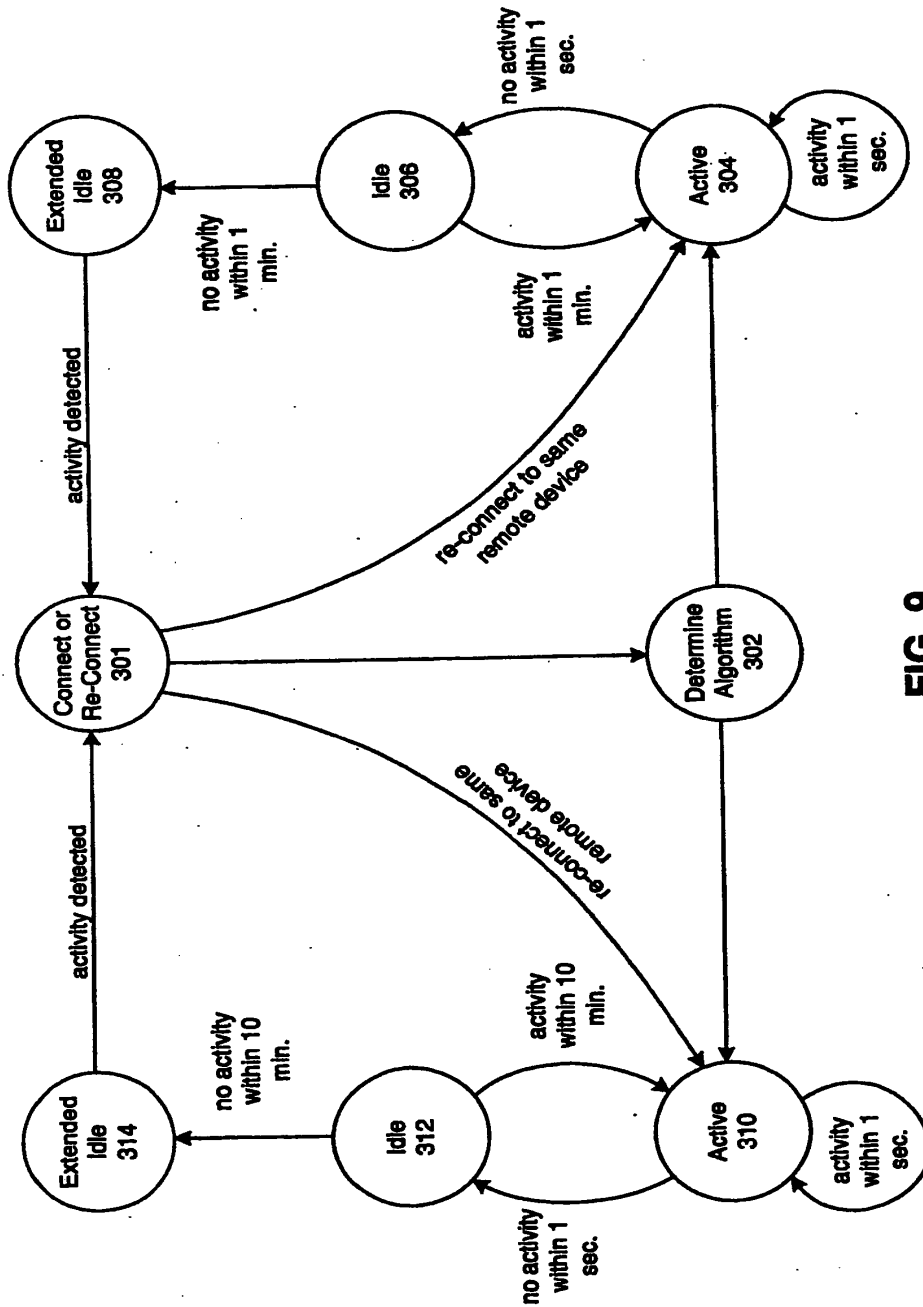 Extended
Idle
314
activity detected
Connect or
Re-Connect
301
activity detected
Extended
Idle
308
no activity
within 10
min.
no activity
within 1
min.
Idle
312
Idle
306
no activity
within 1
sec.
activity
within 10
min.
re-connect to same
remote device
re-connect to same
remote device
activity
within 1
min.
no activity
within 1
sec.
Active
310
Determine
Algorithm
302
Active
304
activity
within 1
sec.
activity
within 1
sec.
FIG 9